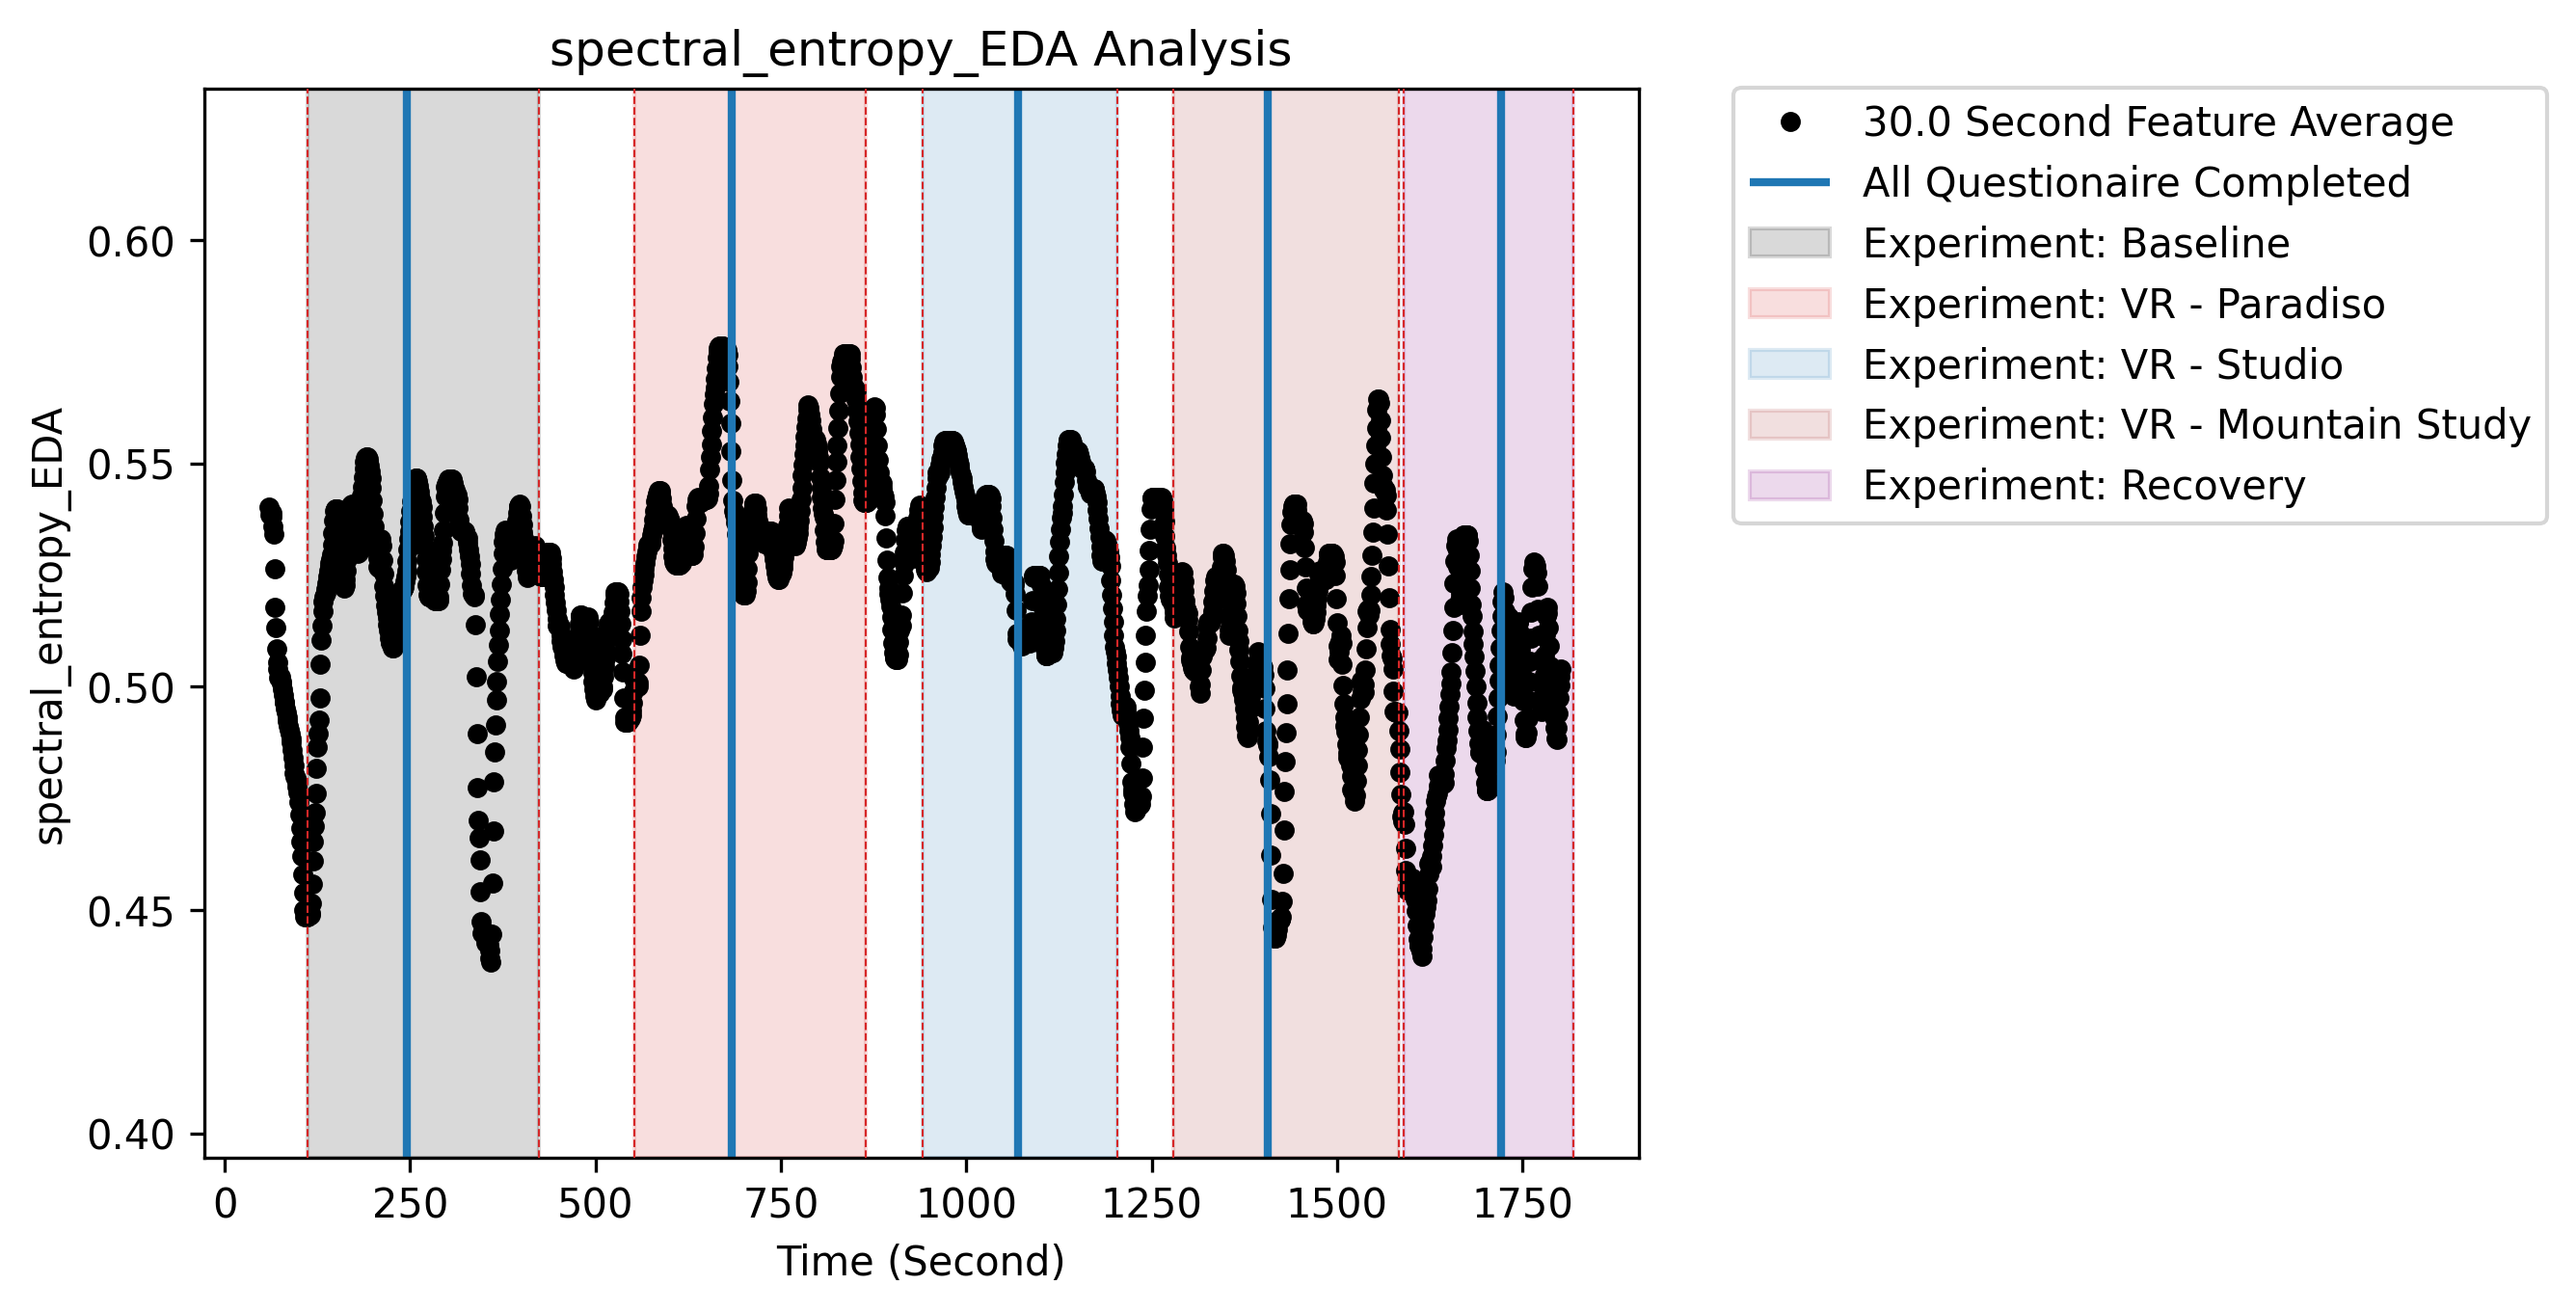 spectral_entropy_EDA Analysis
spectral_entropy_EDA
0.60
0.55
0.50
0.45
0.40
0
250
500
750
1000
1250
1500
1750
Time (Second)
30.0 Second Feature Average
All Questionaire Completed
Experiment: Baseline
Experiment: VR - Paradiso
Experiment: VR - Studio
Experiment: VR - Mountain Study
Experiment: Recovery